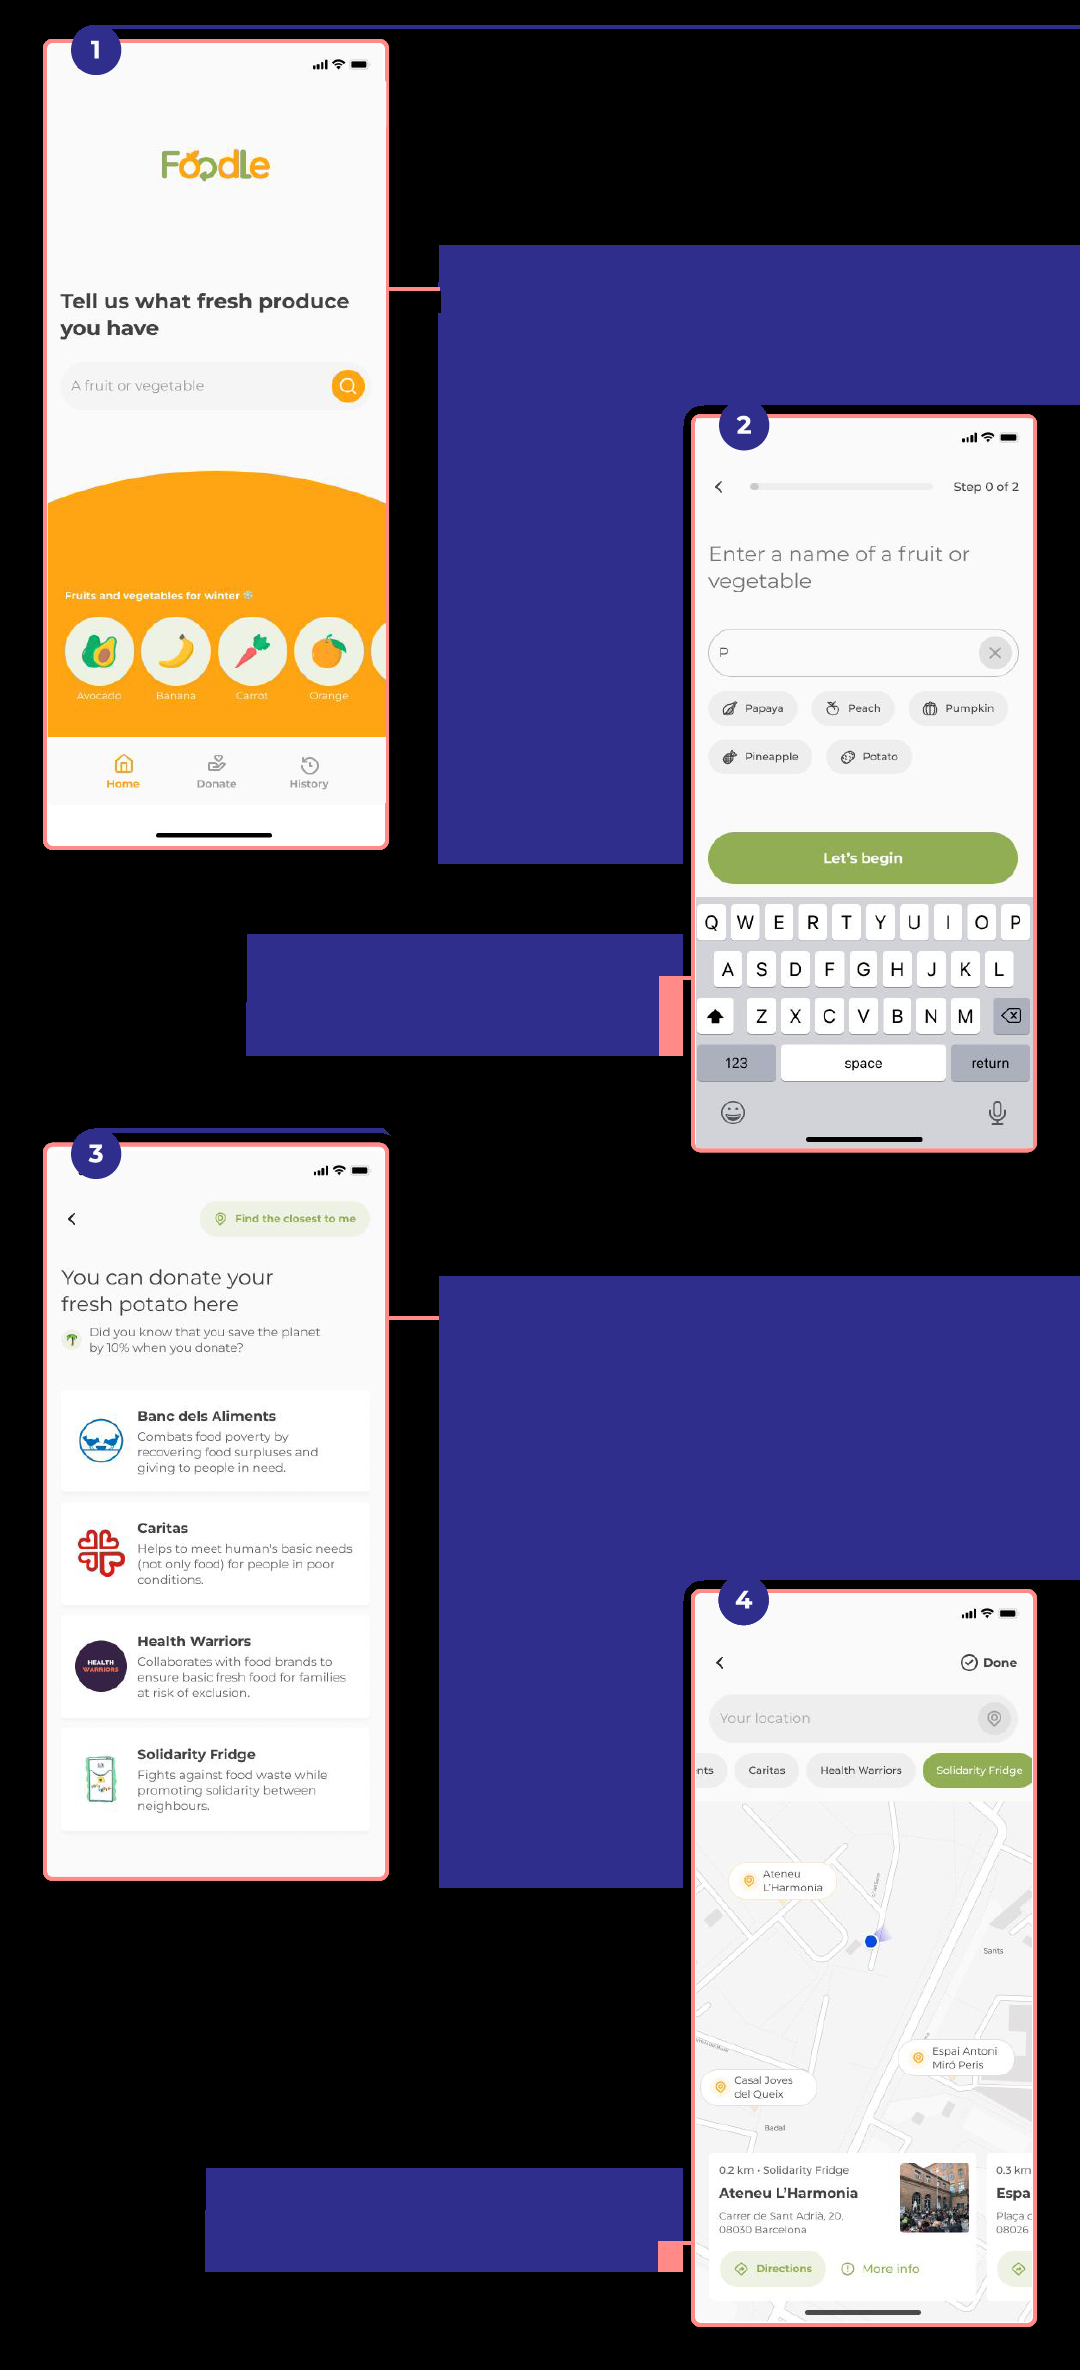 1
Foodle
Tell us what fresh produce
you have
A fruit or vegetable
Fruits and vegetables for winter
Avocado
Banana
Carrot
Orange
Home
Donate
History
2
Step 0 of 2
Enter a name of a fruit or
vegetable
P
Papaya
Peach
Pumpkin
Pineapple
Potato
Let's begin
Q W E R T Y U I O P
A S D F G H J K L
Z X C V B N M
123
space
return
3
Find the closest to me
You can donate your
fresh potato here
Did you know that you save the planet
by 10% when you donate?
Banc dels Aliments
Combats food poverty by
recovering food surpluses and
giving to people in need.
Caritas
Helps to meet human's basic needs
(not only food) for people in poor
conditions.
HEALTH
WARRIORS
Health Warriors
Collaborates with food brands to
ensure basic fresh food for families
at risk of exclusion.
Solidarity Fridge
Fights against food waste while
promoting solidarity between
neighbours.
4
Done
Your location
nts
Caritas
Health Warriors
Solidarity Fridge
Ateneu
L'Harmonia
Sants
Espai Antoni
Miró Peris
Casal Joves
del Queix
Badal
0.2 km • Solidarity Fridge
Ateneu L'Harmonia
Carrer de Sant Adrià, 20,
08030 Barcelona
Directions
More info
0.3 km
Espa
Plaça
08026